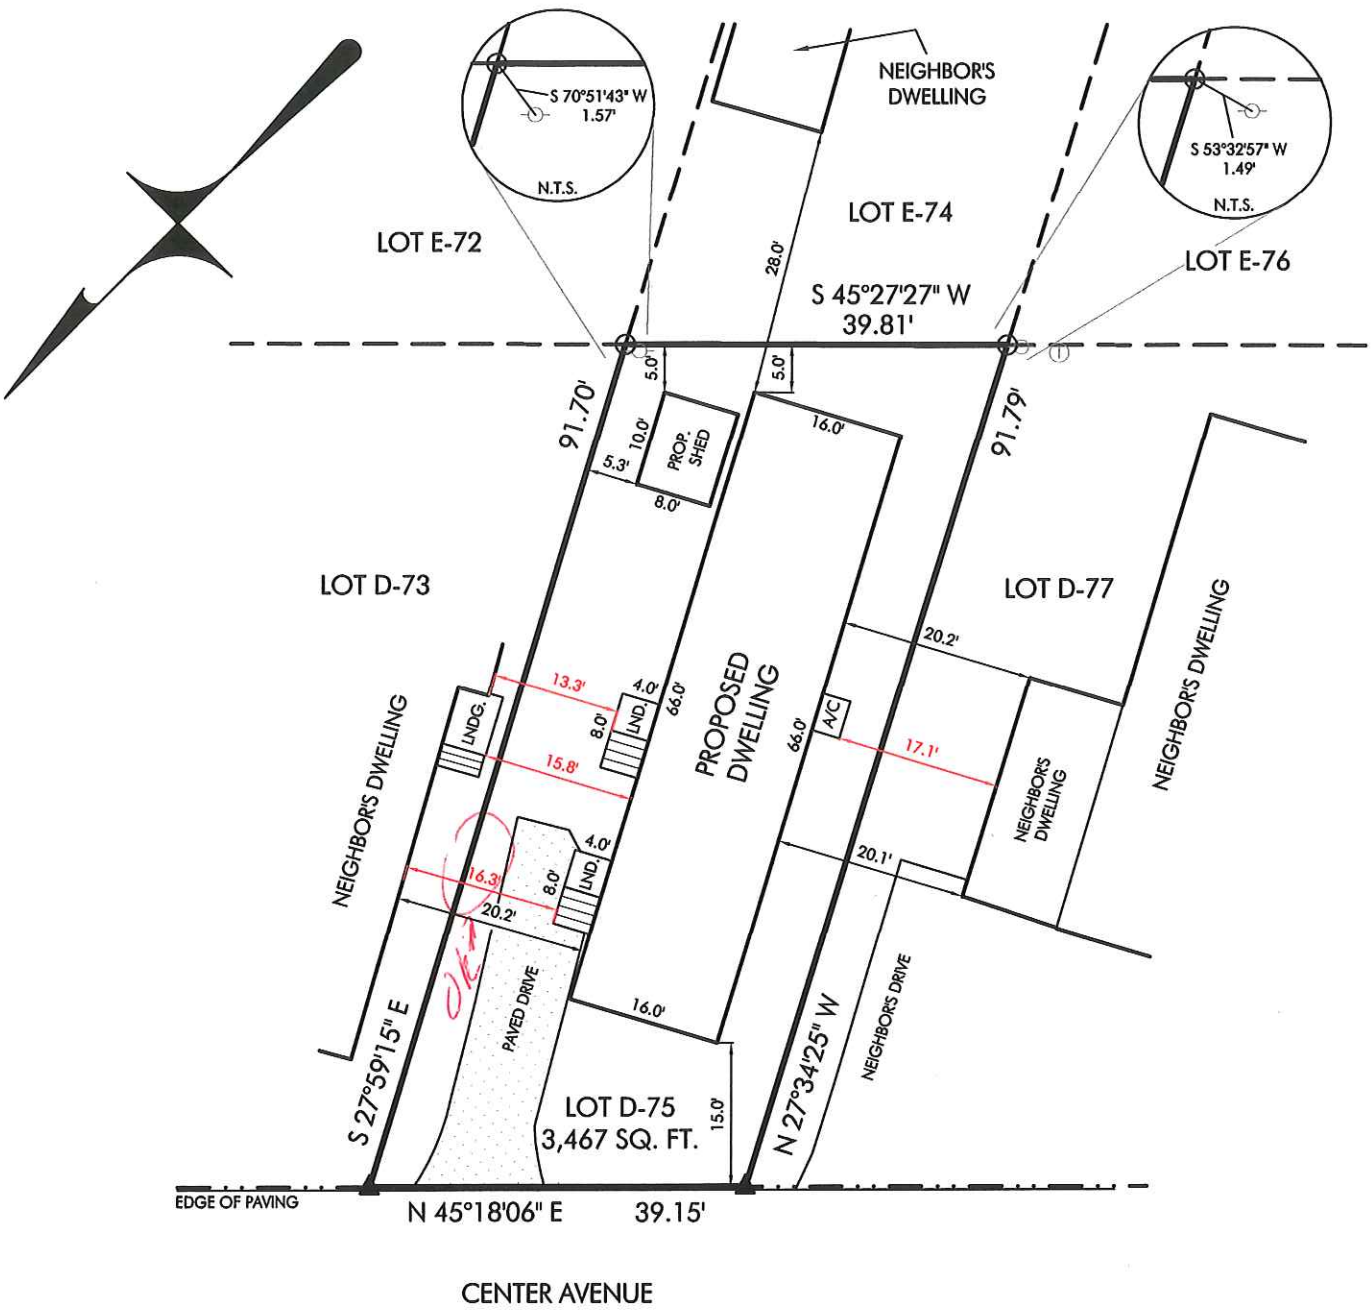 NEIGHBOR'S
DWELLING
S 70°51'43" W
1.57'
N.T.S.
S 53°32'57" W
1.49'
N.T.S.
LOT E-72
LOT E-74
LOT E-76
28.0'
S 45°27'27" W
39.81'
5.0'
5.0'
91.70'
91.79'
16.0'
10.0'
PROP.
SHED
5.3'
8.0'
LOT D-73
LOT D-77
20.2'
NEIGHBOR'S DWELLING
13.3'
4.0'
66.0'
LNDG.
8.0'
LND.
PROPOSED
DWELLING
66.0'
A/C
17.1'
15.8'
NEIGHBOR'S
DWELLING
NEIGHBOR'S DWELLING
4.0'
20.1'
16.3'
8.0'
LND.
20.2'
OK
PAVED DRIVE
16.0'
NEIGHBOR'S DRIVE
S 27°59'15" E
N 27°34'25" W
LOT D-75
3,467 SQ. FT.
15.0'
EDGE OF PAVING
N 45°18'06" E
39.15'
CENTER AVENUE